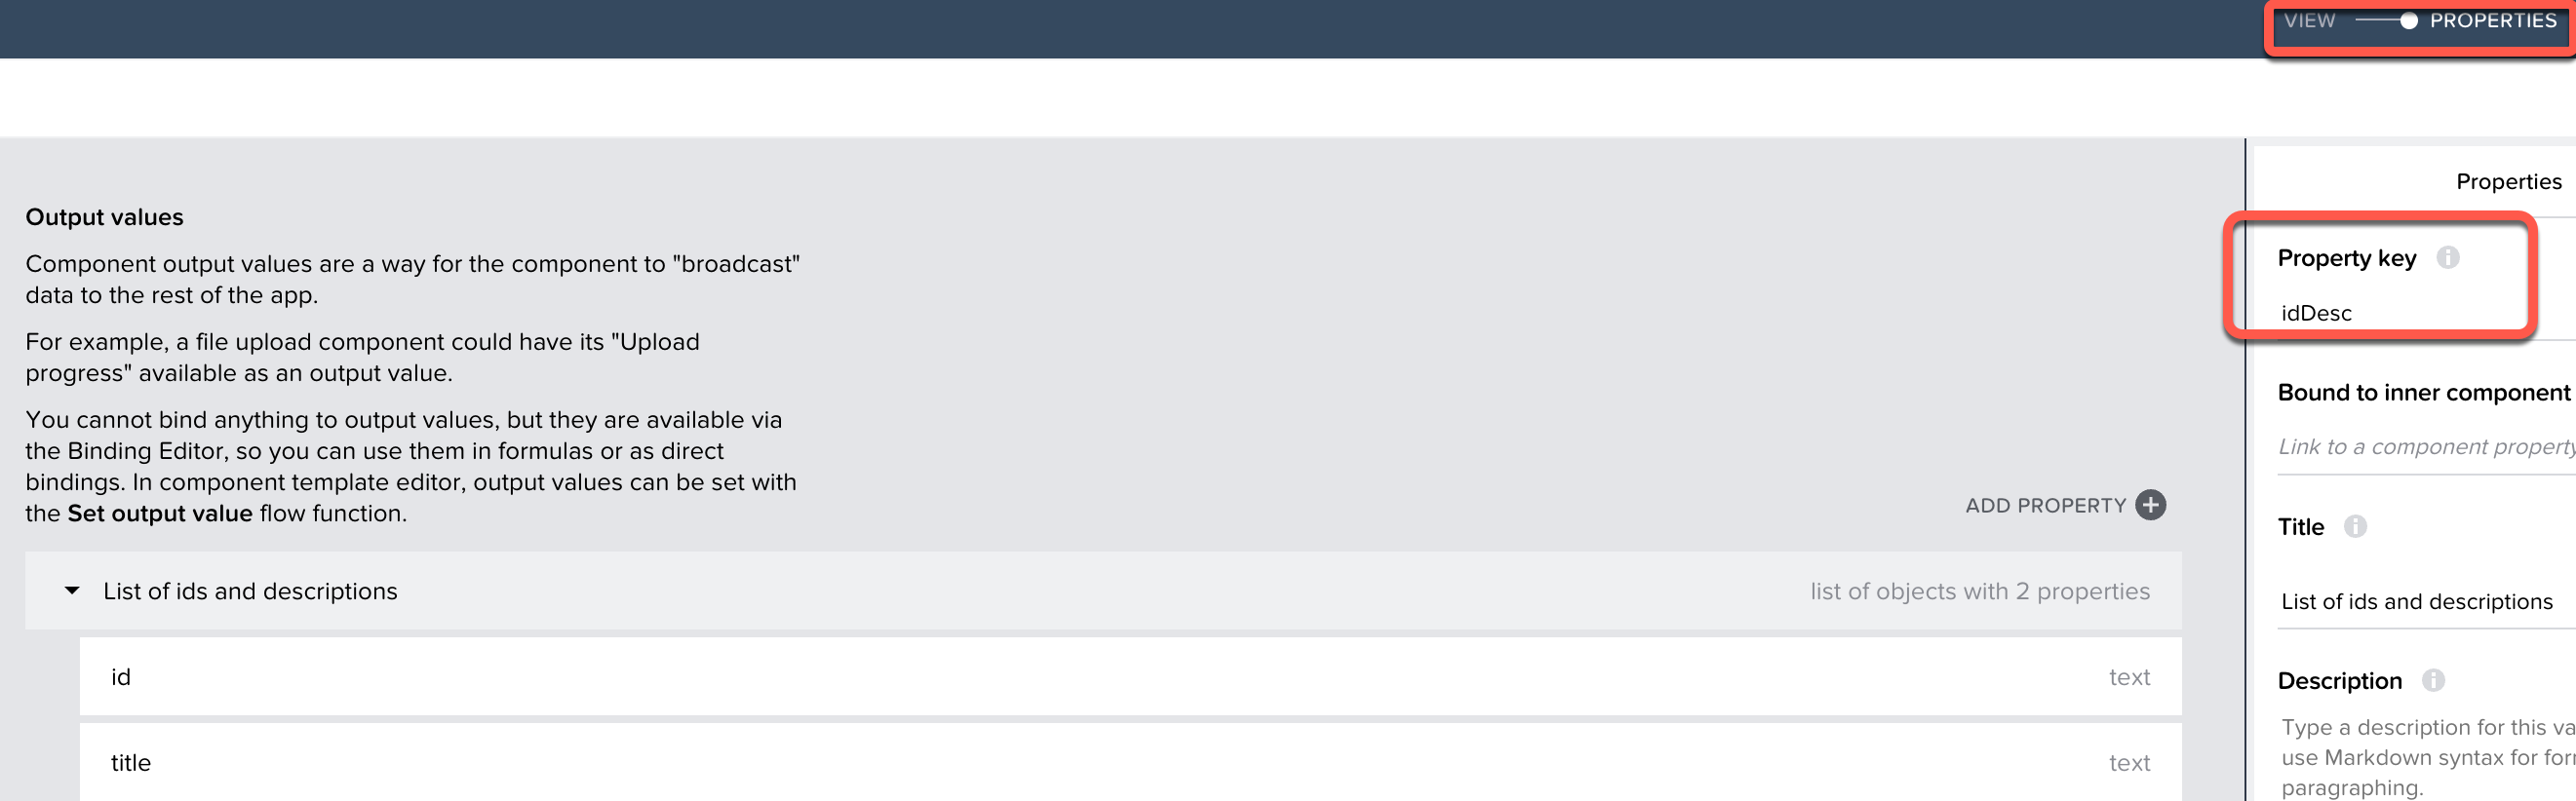 VIEW PROPERTIES
Output values
Component output values are a way for the component to "broadcast"
data to the rest of the app.
For example, a file upload component could have its "Upload
progress" available as an output value.
You cannot bind anything to output values, but they are available via
the Binding Editor, so you can use them in formulas or as direct
bindings. In component template editor, output values can be set with
the Set output value flow function.
ADD PROPERTY
List of ids and descriptions list of objects with 2 properties
id text
title text
Properties
Property key
idDesc
Bound to inner component
Link to a component property
Title
List of ids and descriptions
Description
Type a description for this va
use Markdown syntax for for
paragraphing.